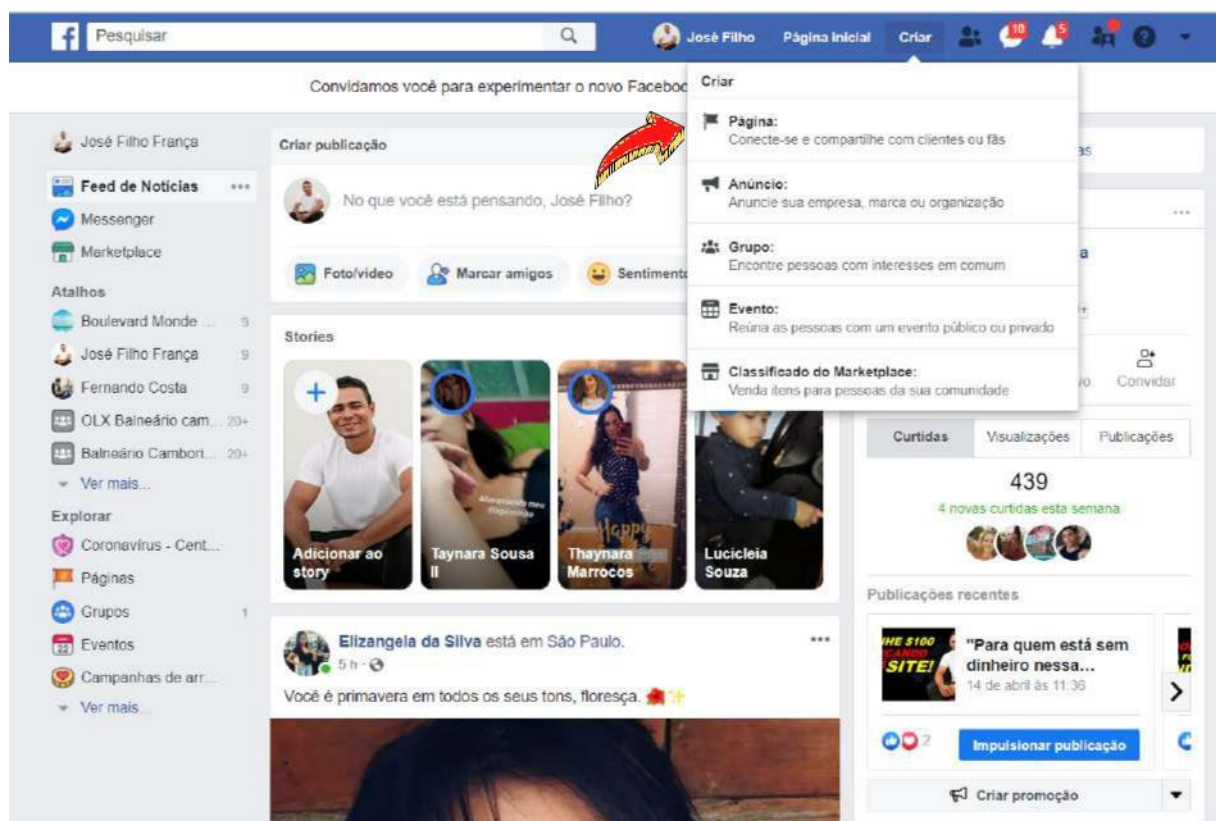 Pesquisar
José Filho
Página inicial
Criar
10
5
Convidamos você para experimentar o novo Faceboo
Criar
Página:
Conecte-se e compartilhe com clientes ou fãs
Anúncio:
Anuncie sua empresa, marca ou organização
Grupo:
Encontre pessoas com interesses em comum
Evento:
Reúna as pessoas com um evento público ou privado
Classificado do Marketplace:
Venda itens para pessoas da sua comunidade
José Filho França
Feed de Notícias
Messenger
Marketplace
Atalhos
Boulevard Monde ... 9
José Filho França 9
Fernando Costa 9
OLX Balneário cam... 20+
Balneário Cambori... 20+
Ver mais...
Explorar
Coronavírus - Cent...
Páginas
Grupos 1
Eventos
22
Campanhas de arr...
Ver mais...
Criar publicação
No que você está pensando, José Filho?
Foto/vídeo
Marcar amigos
Sentimento
Stories
Adicionar ao
story
Taynara Sousa
II
Happy
Thaynara
Marrocos
Lucicleia
Souza
Elizangela da Silva está em São Paulo.
5 h
Você é primavera em todos os seus tons, floresça.
as
a
vo
Convidar
Curtidas
Visualizações
Publicações
439
4 novas curtidas esta semana
Publicações recentes
SITE!
"Para quem está sem
dinheiro nessa...
14 de abril às 11:36
2
Impulsionar publicação
Criar promoção